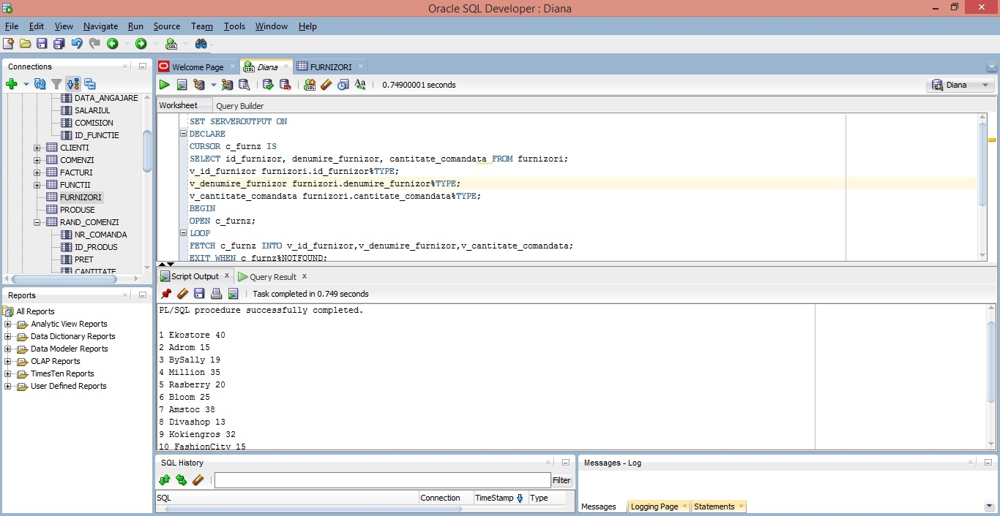 Oracle SQL Developer : Diana
File Edit View Navigate Run Source Team Tools Window Help
Connections
DATA_ANGAJARE
SALARIUL
COMISION
ID_FUNCTIE
CLIENTI
COMENZI
FACTURI
FUNCTII
FURNIZORI
PRODUSE
RAND_COMENZI
NR_COMANDA
ID_PRODUS
PRET
CANTITATE
Reports
All Reports
Analytic View Reports
Data Dictionary Reports
Data Modeler Reports
OLAP Reports
TimesTen Reports
User Defined Reports
Welcome Page Diana FURNIZORI
0.74900001 seconds Diana
Worksheet Query Builder
SET SERVEROUTPUT ON
DECLARE
CURSOR c_furnz IS
SELECT id_furnizor, denumire_furnizor, cantitate_comandata FROM furnizori;
v_id_furnizor furnizori.id_furnizor%TYPE;
v_denumire_furnizor furnizori.denumire_furnizor%TYPE;
v_cantitate_comandata furnizori.cantitate_comandata%TYPE;
BEGIN
OPEN c_furnz;
LOOP
FETCH c_furnz INTO v_id_furnizor,v_denumire_furnizor,v_cantitate_comandata;
EXIT WHEN c_furnz%NOTFOUND;
Script Output Query Result
Task completed in 0.749 seconds
PL/SQL procedure successfully completed.
1 Ekostore 40
2 Adrom 15
3 BySally 19
4 Million 35
5 Rasberry 20
6 Bloom 25
7 Amstoc 38
8 Divashop 13
9 Kokiengros 32
10 FashionCity 15
SQL History
Filter
SQL Connection TimeStamp Type
Messages - Log
Messages Logging Page Statements